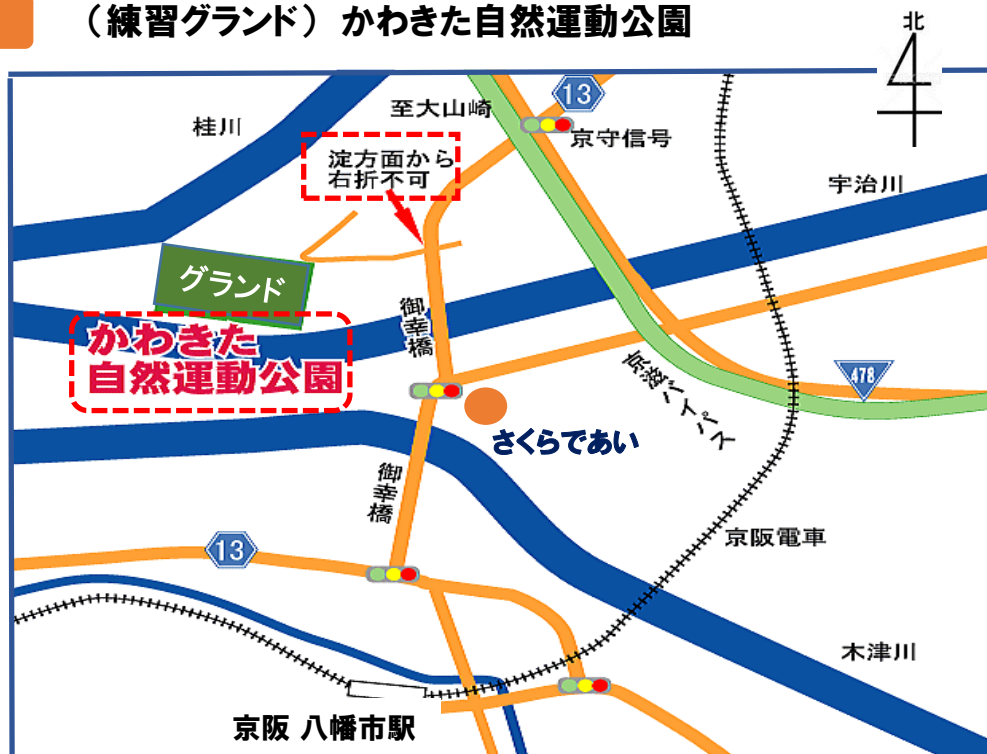 （練習グランド）かわきた自然運動公園
北
13
至大山崎
京守信号
桂川
淀方面から
右折不可
宇治川
グランド
御幸橋
かわきた
自然運動公園
京滋バイパス
478
さくらであい
御幸橋
京阪電車
13
木津川
京阪 八幡市駅